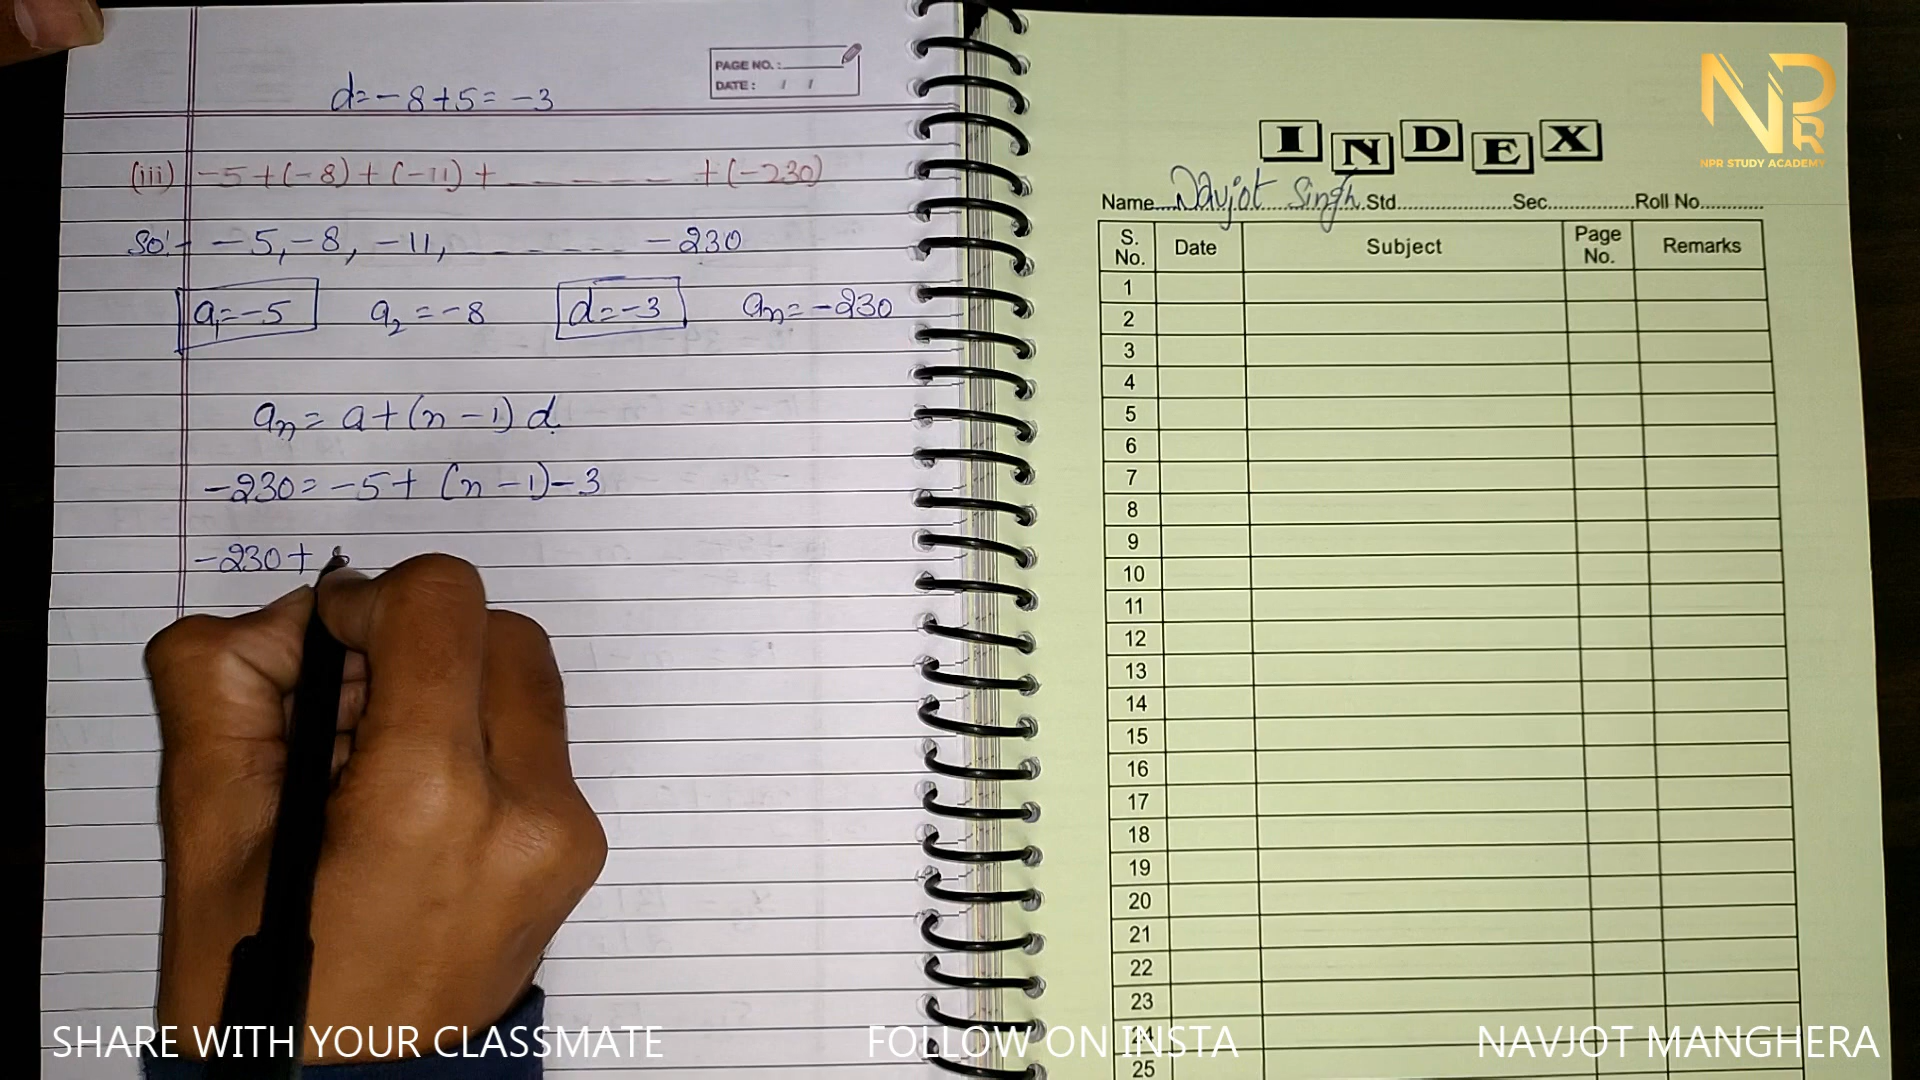 PAGE NO. :
DATE : / /
d = -8+5 = -3
(iii) -5+(-8)+(-11)+ _ _ _ _ _ _ +(-230)
So:- -5, -8, -11, _ _ _ _ _ _ -230
a₁=-5 a₂=-8 d=-3 aₙ=-230
aₙ = a+(n-1) d.
-230 = -5+ (n-1)-3
-230+
NPR
NPR STUDY ACADEMY
INDEX
Name....Navjot Singh.Std....................Sec...............Roll No...........
S. No. Date Subject Page No. Remarks
1
2
3
4
5
6
7
8
9
10
11
12
13
14
15
16
17
18
19
20
21
22
23
24
25
SHARE WITH YOUR CLASSMATE FOLLOW ON INSTA NAVJOT MANGHERA